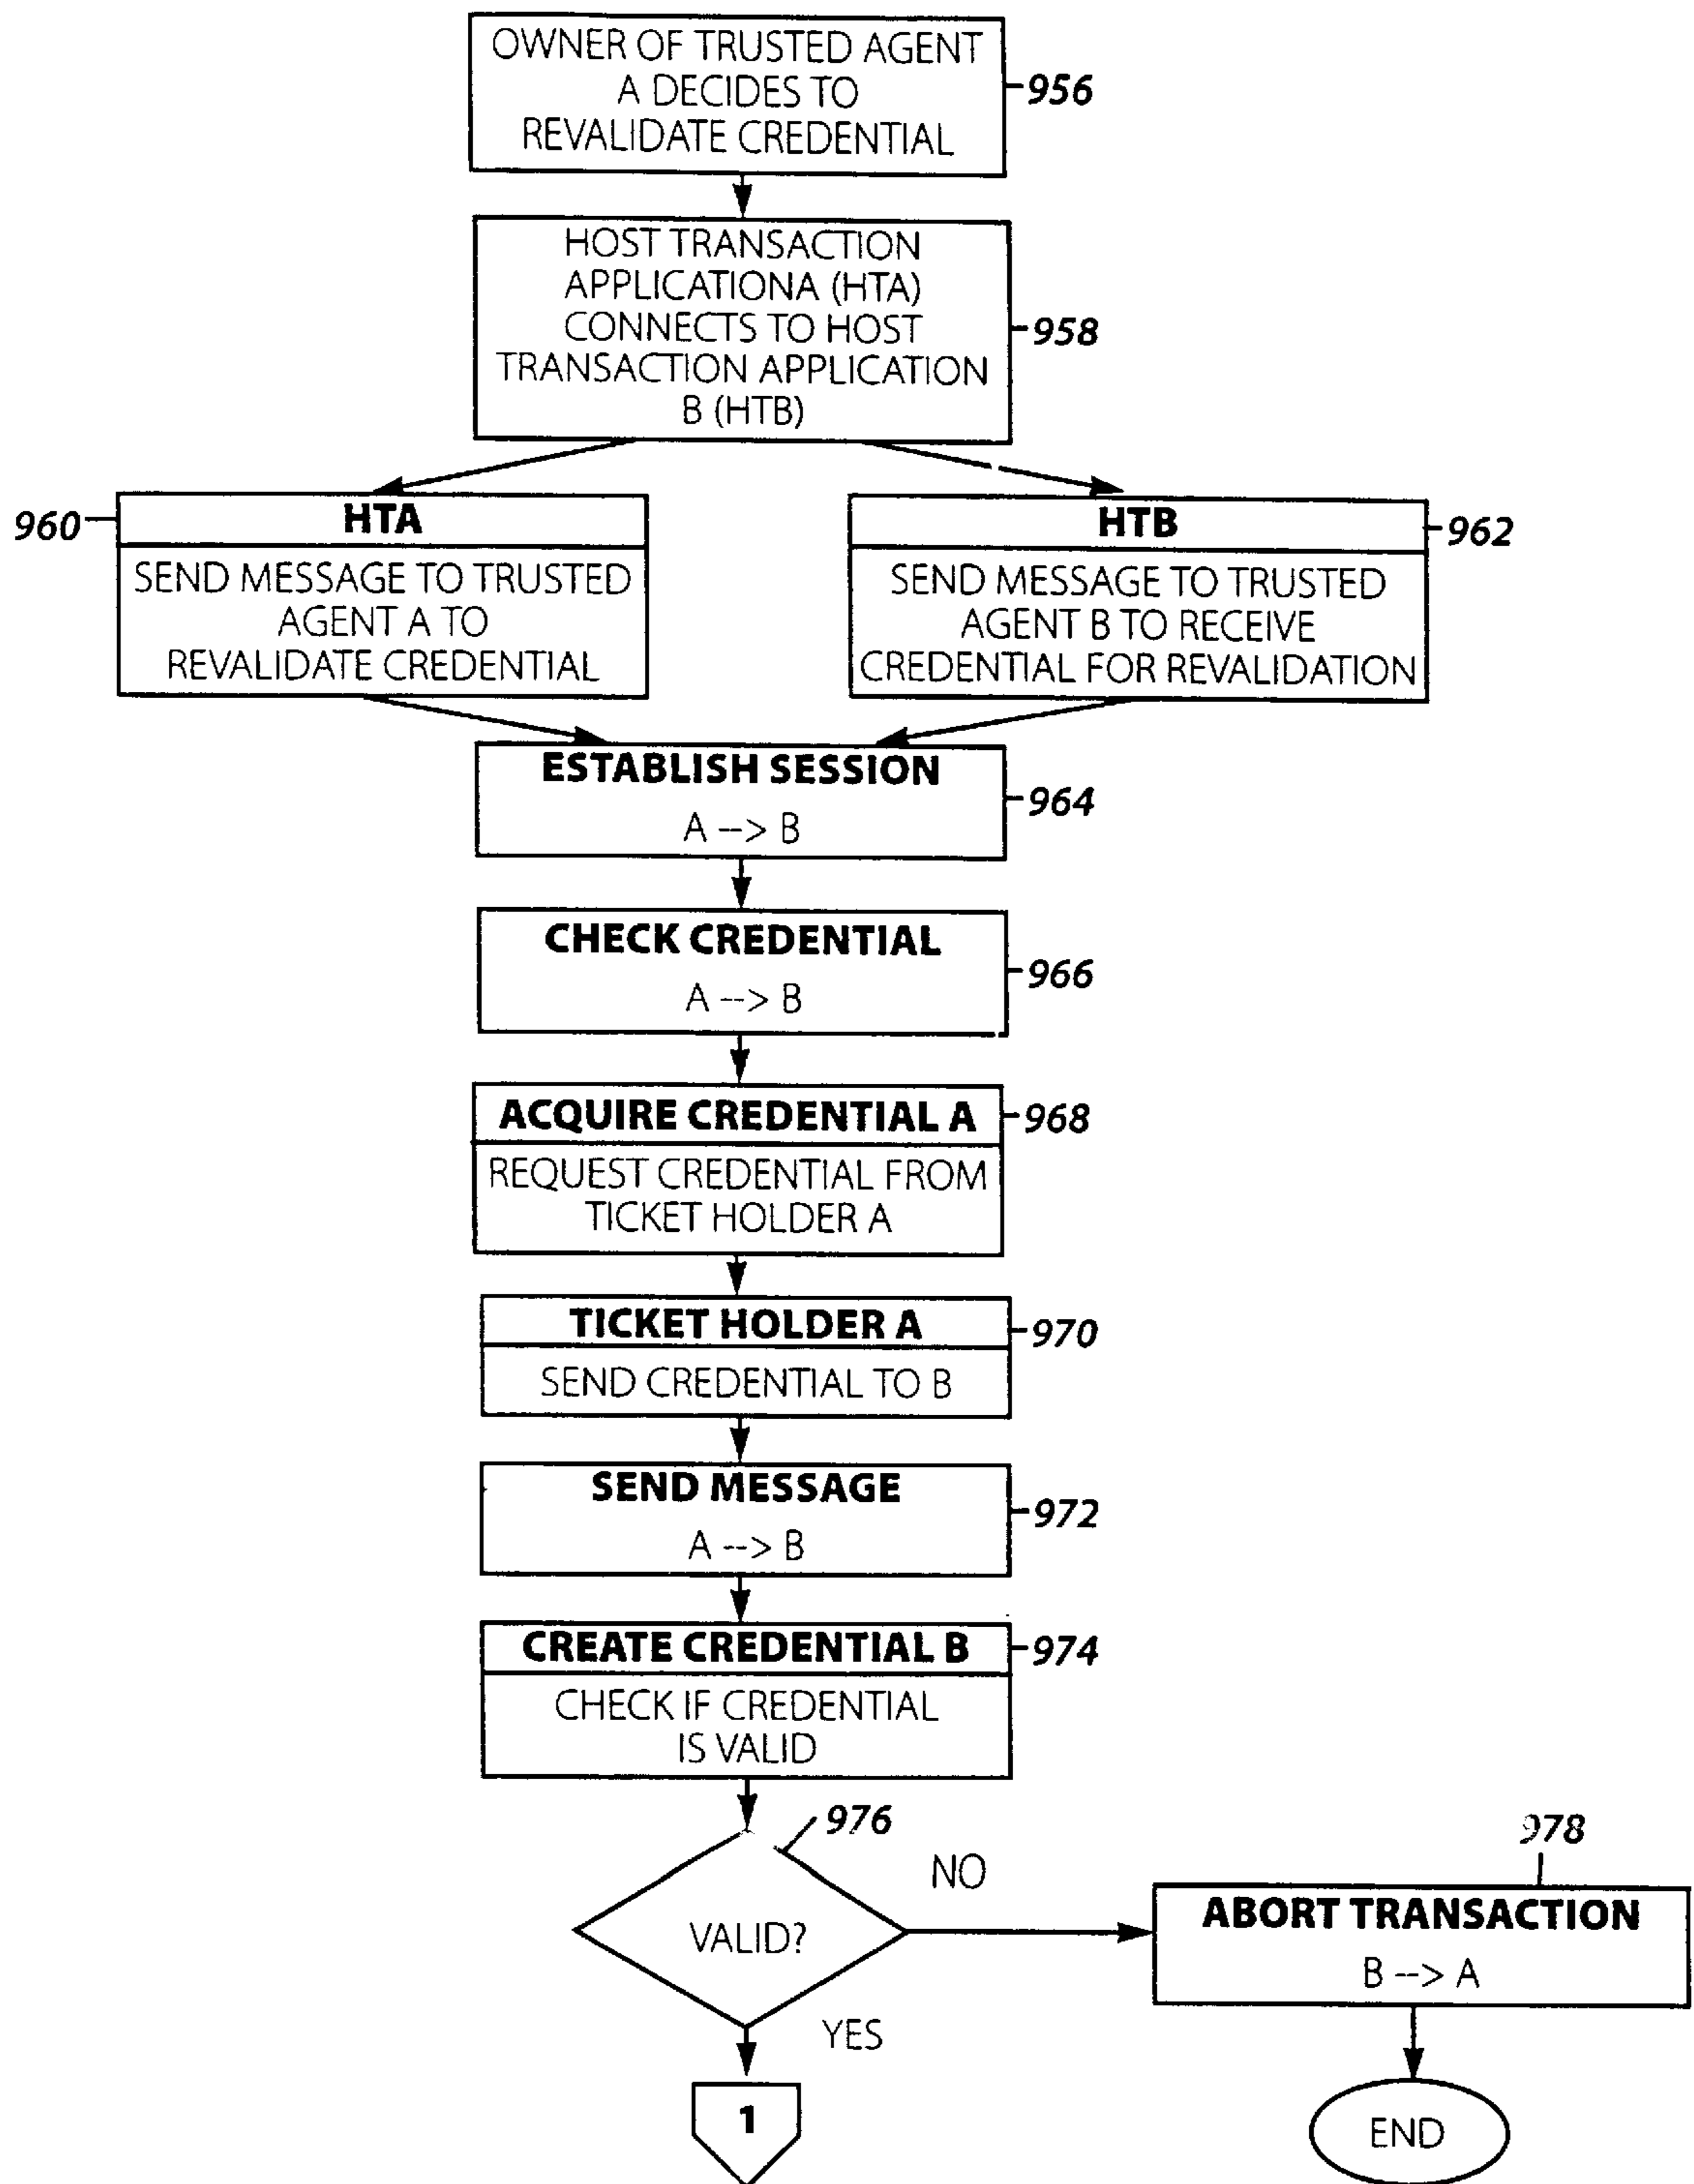 OWNER OF TRUSTED AGENT
A DECIDES TO
REVALIDATE CREDENTIAL
956
HOST TRANSACTION
APPLICATIONA (HTA)
CONNECTS TO HOST
TRANSACTION APPLICATION
B (HTB)
958
960
HTA
SEND MESSAGE TO TRUSTED
AGENT A TO
REVALIDATE CREDENTIAL
HTB
962
SEND MESSAGE TO TRUSTED
AGENT B TO RECEIVE
CREDENTIAL FOR REVALIDATION
ESTABLISH SESSION
A --> B
964
CHECK CREDENTIAL
A --> B
966
ACQUIRE CREDENTIAL A
968
REQUEST CREDENTIAL FROM
TICKET HOLDER A
TICKET HOLDER A
970
SEND CREDENTIAL TO B
SEND MESSAGE
A --> B
972
CREATE CREDENTIAL B
974
CHECK IF CREDENTIAL
IS VALID
976
VALID?
NO
978
ABORT TRANSACTION
B --> A
YES
1
END